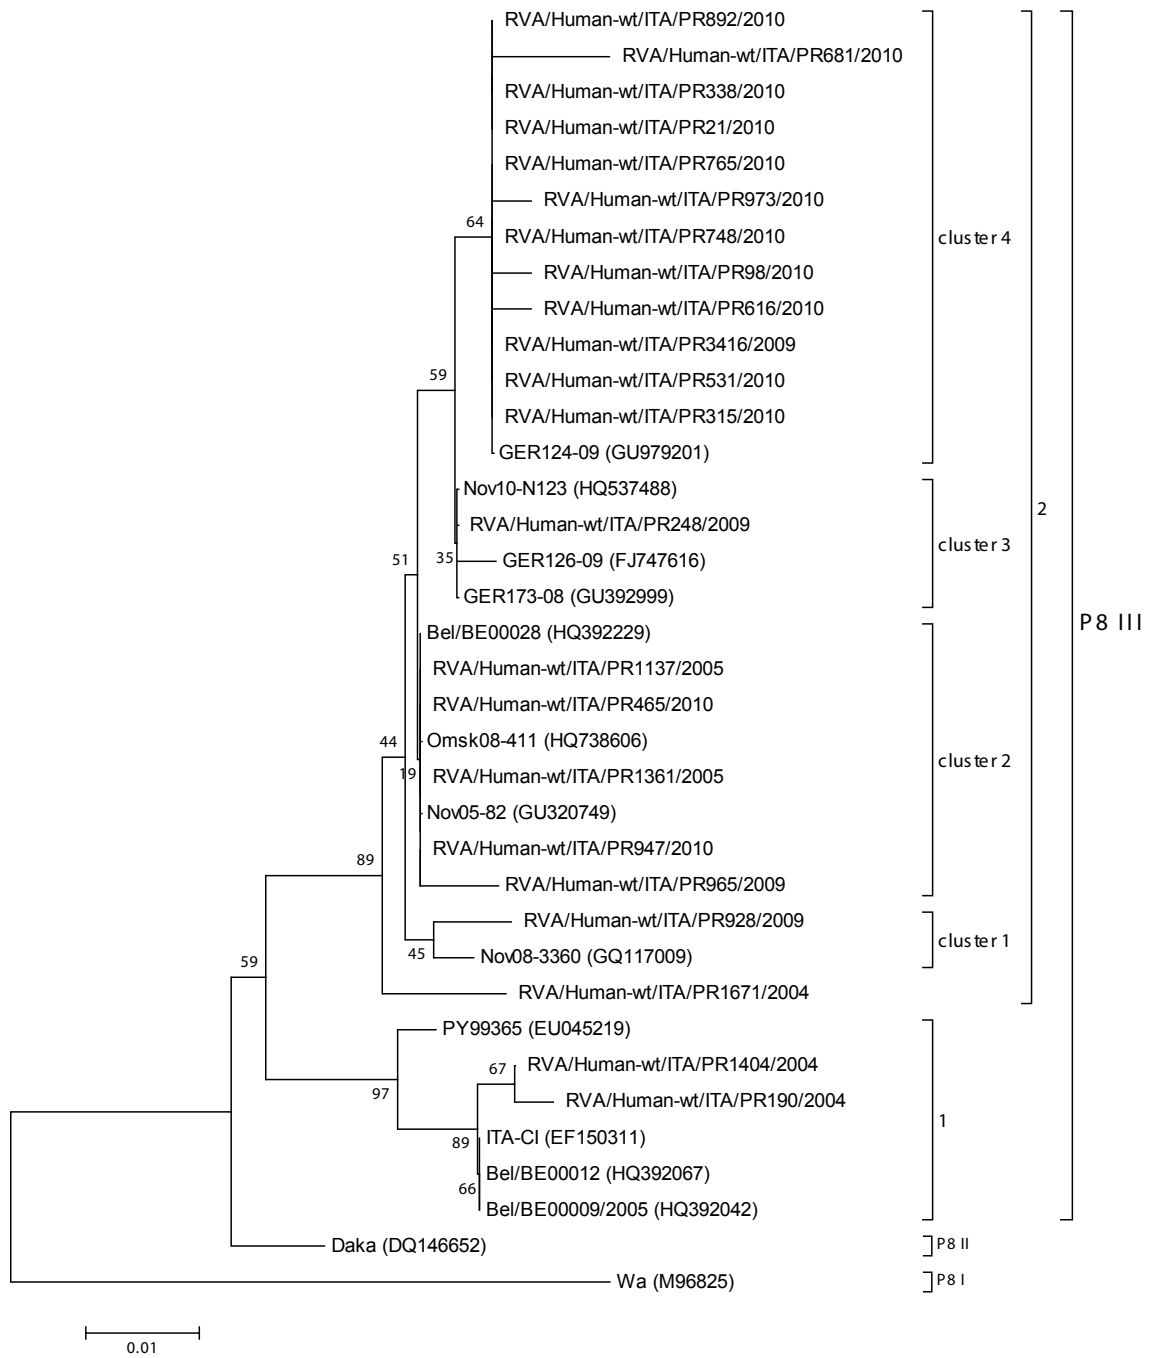 RVA/Human-wt/ITA/PR892/2010
RVA/Human-wt/ITA/PR681/2010
RVA/Human-wt/ITA/PR338/2010
RVA/Human-wt/ITA/PR21/2010
RVA/Human-wt/ITA/PR765/2010
RVA/Human-wt/ITA/PR973/2010
64
RVA/Human-wt/ITA/PR748/2010
cluster 4
RVA/Human-wt/ITA/PR98/2010
RVA/Human-wt/ITA/PR616/2010
RVA/Human-wt/ITA/PR3416/2009
59
RVA/Human-wt/ITA/PR531/2010
RVA/Human-wt/ITA/PR315/2010
GER124-09 (GU979201)
Nov10-N123 (HQ537488)
2
RVA/Human-wt/ITA/PR248/2009
cluster 3
51
35
GER126-09 (FJ747616)
GER173-08 (GU392999)
P8 III
Bel/BE00028 (HQ392229)
RVA/Human-wt/ITA/PR1137/2005
RVA/Human-wt/ITA/PR465/2010
44
Omsk08-411 (HQ738606)
cluster 2
19
RVA/Human-wt/ITA/PR1361/2005
Nov05-82 (GU320749)
RVA/Human-wt/ITA/PR947/2010
89
RVA/Human-wt/ITA/PR965/2009
RVA/Human-wt/ITA/PR928/2009
cluster 1
45
Nov08-3360 (GQ117009)
59
RVA/Human-wt/ITA/PR1671/2004
PY99365 (EU045219)
67
RVA/Human-wt/ITA/PR1404/2004
97
RVA/Human-wt/ITA/PR190/2004
1
89
ITA-CI (EF150311)
Bel/BE00012 (HQ392067)
66
Bel/BE00009/2005 (HQ392042)
Daka (DQ146652)
P8 II
Wa (M96825)
P8 I
0.01